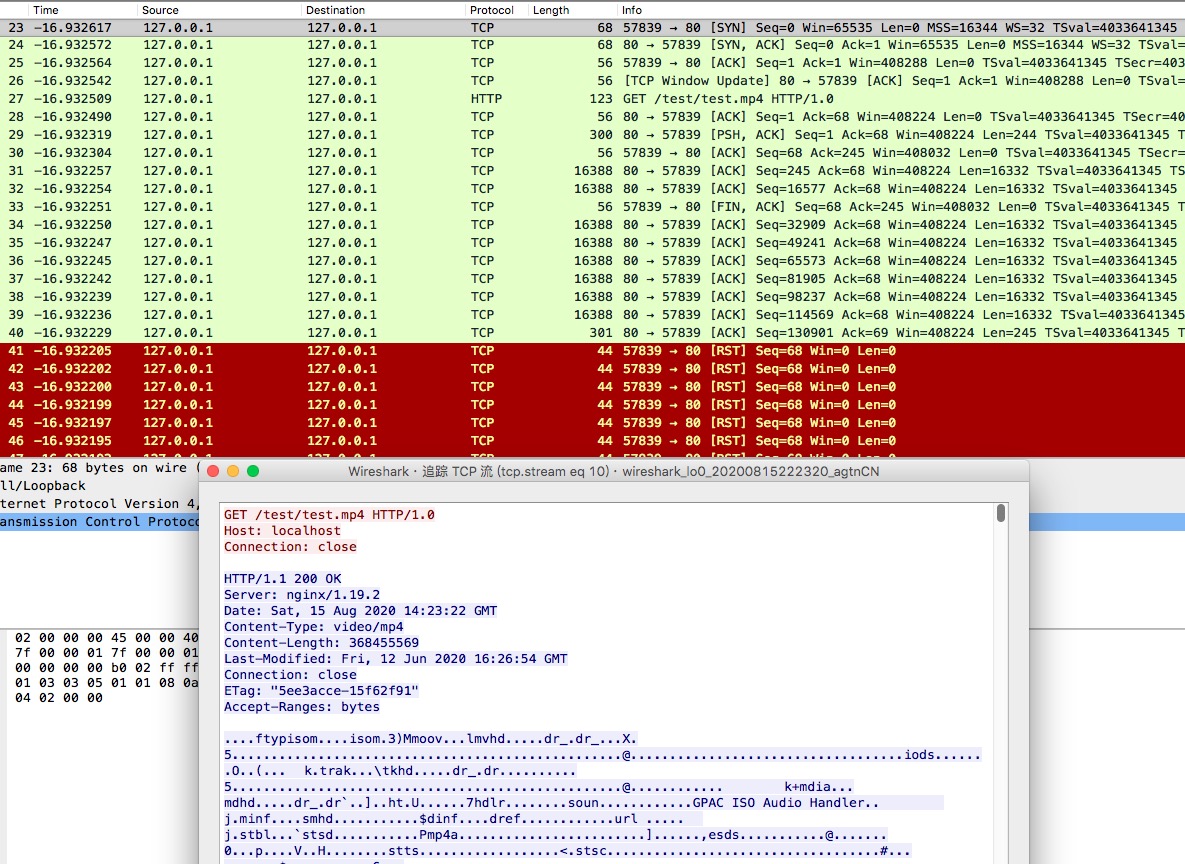 Time Source Destination Protocol Length Info
23 −16.932617 127.0.0.1 127.0.0.1 TCP 68 57839 → 80 [SYN] Seq=0 Win=65535 Len=0 MSS=16344 WS=32 TSval=4033641345 TSecr=0
24 −16.932572 127.0.0.1 127.0.0.1 TCP 68 80 → 57839 [SYN, ACK] Seq=0 Ack=1 Win=65535 Len=0 MSS=16344 WS=32 TSval=
25 −16.932564 127.0.0.1 127.0.0.1 TCP 56 57839 → 80 [ACK] Seq=1 Ack=1 Win=408288 Len=0 TSval=4033641345 TSecr=403
26 −16.932542 127.0.0.1 127.0.0.1 TCP 56 [TCP Window Update] 80 → 57839 [ACK] Seq=1 Ack=1 Win=408288 Len=0 TSval=
27 −16.932509 127.0.0.1 127.0.0.1 HTTP 123 GET /test/test.mp4 HTTP/1.0
28 −16.932490 127.0.0.1 127.0.0.1 TCP 56 80 → 57839 [ACK] Seq=1 Ack=68 Win=408224 Len=0 TSval=4033641345 TSecr=40
29 −16.932319 127.0.0.1 127.0.0.1 TCP 300 80 → 57839 [PSH, ACK] Seq=1 Ack=68 Win=408224 Len=244 TSval=4033641345 T
30 −16.932304 127.0.0.1 127.0.0.1 TCP 56 57839 → 80 [ACK] Seq=68 Ack=245 Win=408032 Len=0 TSval=4033641345 TSecr=
31 −16.932257 127.0.0.1 127.0.0.1 TCP 16388 80 → 57839 [ACK] Seq=245 Ack=68 Win=408224 Len=16332 TSval=4033641345 TS
32 −16.932254 127.0.0.1 127.0.0.1 TCP 16388 80 → 57839 [ACK] Seq=16577 Ack=68 Win=408224 Len=16332 TSval=4033641345
33 −16.932251 127.0.0.1 127.0.0.1 TCP 56 57839 → 80 [FIN, ACK] Seq=68 Ack=245 Win=408032 Len=0 TSval=4033641345 T
34 −16.932250 127.0.0.1 127.0.0.1 TCP 16388 80 → 57839 [ACK] Seq=32909 Ack=68 Win=408224 Len=16332 TSval=4033641345
35 −16.932247 127.0.0.1 127.0.0.1 TCP 16388 80 → 57839 [ACK] Seq=49241 Ack=68 Win=408224 Len=16332 TSval=4033641345
36 −16.932245 127.0.0.1 127.0.0.1 TCP 16388 80 → 57839 [ACK] Seq=65573 Ack=68 Win=408224 Len=16332 TSval=4033641345
37 −16.932242 127.0.0.1 127.0.0.1 TCP 16388 80 → 57839 [ACK] Seq=81905 Ack=68 Win=408224 Len=16332 TSval=4033641345
38 −16.932239 127.0.0.1 127.0.0.1 TCP 16388 80 → 57839 [ACK] Seq=98237 Ack=68 Win=408224 Len=16332 TSval=4033641345
39 −16.932236 127.0.0.1 127.0.0.1 TCP 16388 80 → 57839 [ACK] Seq=114569 Ack=68 Win=408224 Len=16332 TSval=4033641345
40 −16.932229 127.0.0.1 127.0.0.1 TCP 301 80 → 57839 [ACK] Seq=130901 Ack=69 Win=408224 Len=245 TSval=4033641345 T
41 −16.932205 127.0.0.1 127.0.0.1 TCP 44 57839 → 80 [RST] Seq=68 Win=0 Len=0
42 −16.932202 127.0.0.1 127.0.0.1 TCP 44 57839 → 80 [RST] Seq=68 Win=0 Len=0
43 −16.932200 127.0.0.1 127.0.0.1 TCP 44 57839 → 80 [RST] Seq=68 Win=0 Len=0
44 −16.932199 127.0.0.1 127.0.0.1 TCP 44 57839 → 80 [RST] Seq=68 Win=0 Len=0
45 −16.932197 127.0.0.1 127.0.0.1 TCP 44 57839 → 80 [RST] Seq=68 Win=0 Len=0
46 −16.932195 127.0.0.1 127.0.0.1 TCP 44 57839 → 80 [RST] Seq=68 Win=0 Len=0
ame 23: 68 bytes on wire (
ll/Loopback
ternet Protocol Version 4,
ansmission Control Protoco
02 00 00 00 45 00 00 40
7f 00 00 01 7f 00 00 01
00 00 00 00 b0 02 ff ff
01 03 03 05 01 01 08 0a
04 02 00 00
Wireshark · 追踪 TCP 流 (tcp.stream eq 10) · wireshark_lo0_20200815222320_agtnCN
GET /test/test.mp4 HTTP/1.0
Host: localhost
Connection: close
HTTP/1.1 200 OK
Server: nginx/1.19.2
Date: Sat, 15 Aug 2020 14:23:22 GMT
Content-Type: video/mp4
Content-Length: 368455569
Last-Modified: Fri, 12 Jun 2020 16:26:54 GMT
Connection: close
ETag: "5ee3acce-15f62f91"
Accept-Ranges: bytes
....ftypisom....isom.3)Mmoov...lmvhd.....dr_.dr_...X.
5..................................................@...................................iods......
.O..(... k.trak...\tkhd.....dr_.dr..........
5..................................................@............ k+mdia...
mdhd.....dr_.dr`..]..ht.U......7hdlr........soun............GPAC ISO Audio Handler..
j.minf....smhd...........$dinf....dref............url .....
j.stbl...`stsd...........Pmp4a........................]......,esds...........@.......
0...p....V..H........stts..................<.stsc...................................#...